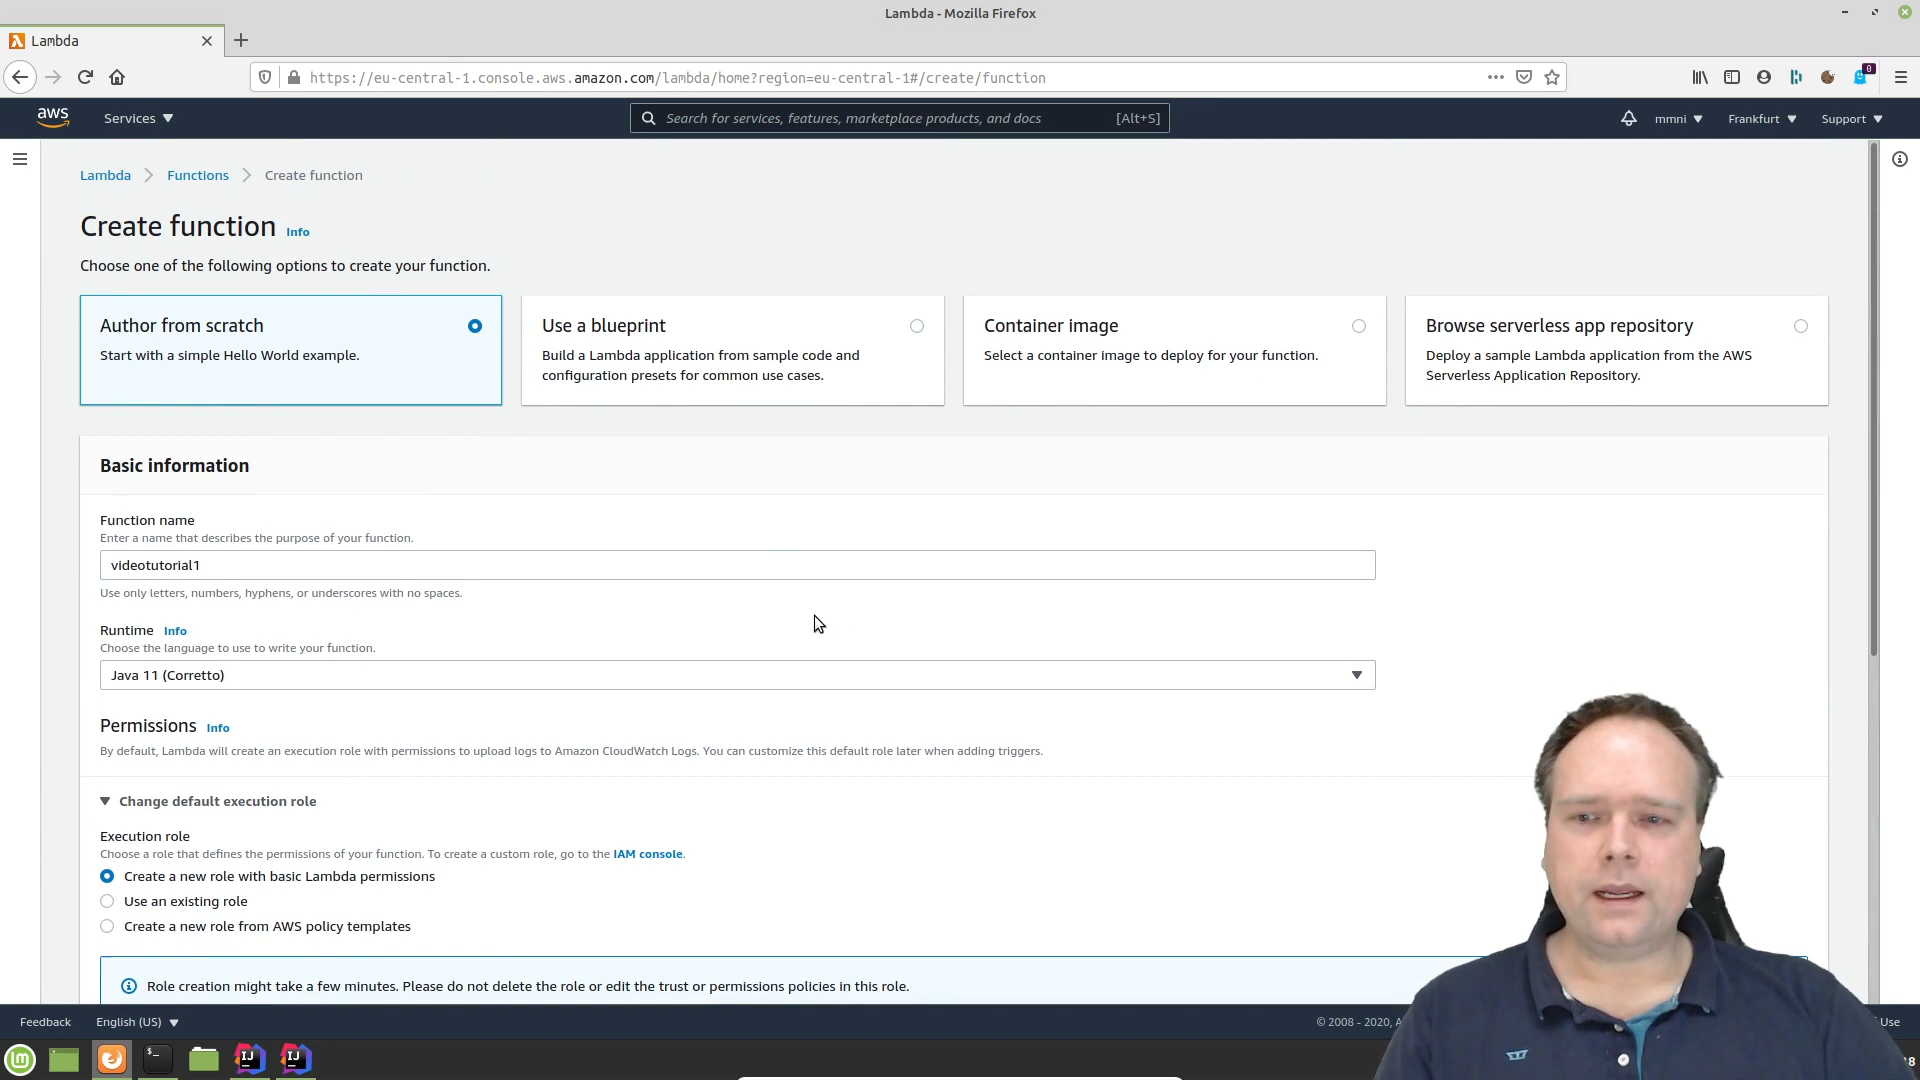 Lambda - Mozilla Firefox
Lambda
https://eu-central-1.console.aws.amazon.com/lambda/home?region=eu-central-1#/create/function
0
aws
Services
Search for services, features, marketplace products, and docs
[Alt+S]
mmni
Frankfurt
Support
Lambda
Functions
Create function
Create function Info
Choose one of the following options to create your function.
Author from scratch
Start with a simple Hello World example.
Use a blueprint
Build a Lambda application from sample code and
configuration presets for common use cases.
Container image
Select a container image to deploy for your function.
Browse serverless app repository
Deploy a sample Lambda application from the AWS
Serverless Application Repository.
Basic information
Function name
Enter a name that describes the purpose of your function.
videotutorial1
Use only letters, numbers, hyphens, or underscores with no spaces.
Runtime Info
Choose the language to use to write your function.
Java 11 (Corretto)
Permissions Info
By default, Lambda will create an execution role with permissions to upload logs to Amazon CloudWatch Logs. You can customize this default role later when adding triggers.
Change default execution role
Execution role
Choose a role that defines the permissions of your function. To create a custom role, go to the IAM console.
Create a new role with basic Lambda permissions
Use an existing role
Create a new role from AWS policy templates
Role creation might take a few minutes. Please do not delete the role or edit the trust or permissions policies in this role.
Feedback
English (US)
© 2008 - 2020, A
Use
IJ
IJ
8